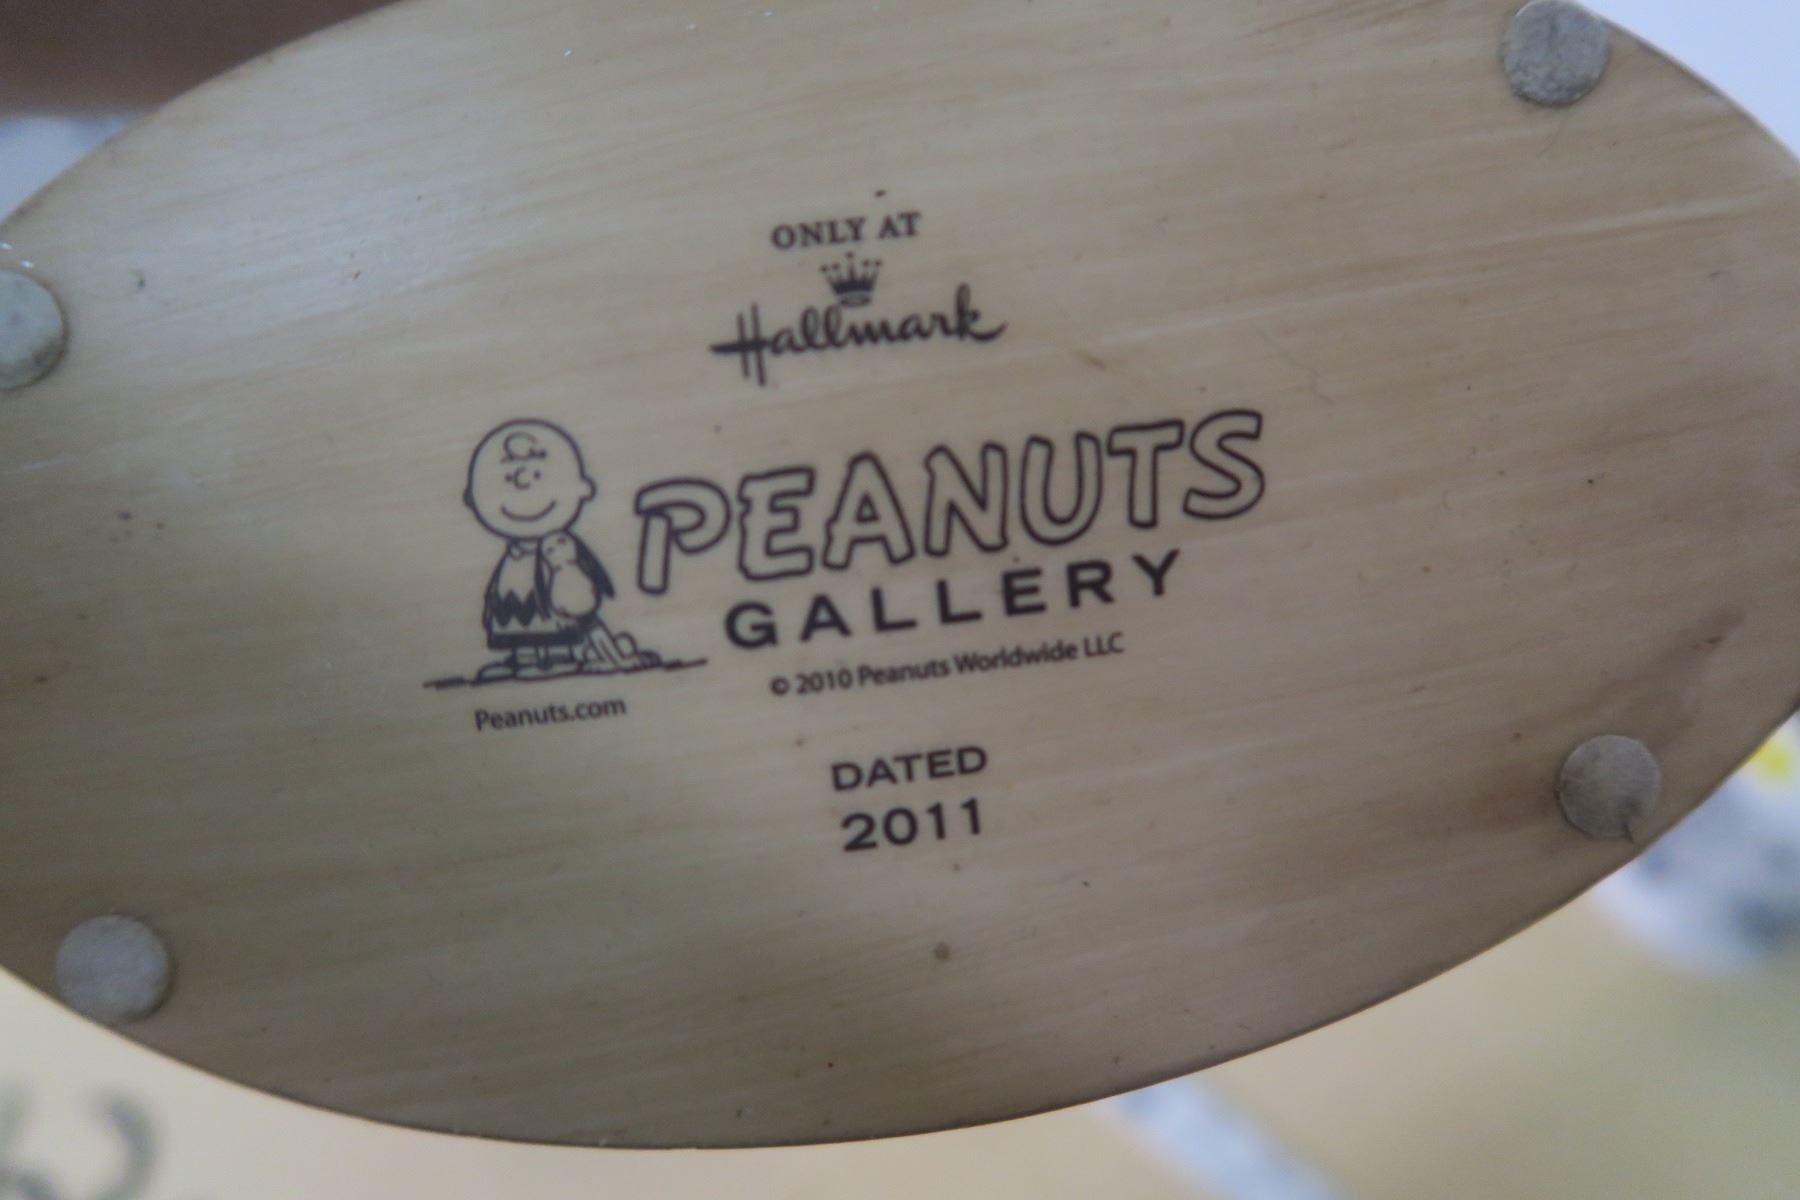 ONLY AT
Hallmark
PEANUTS
GALLERY
© 2010 Peanuts Worldwide LLC
Peanuts.com
DATED
2011